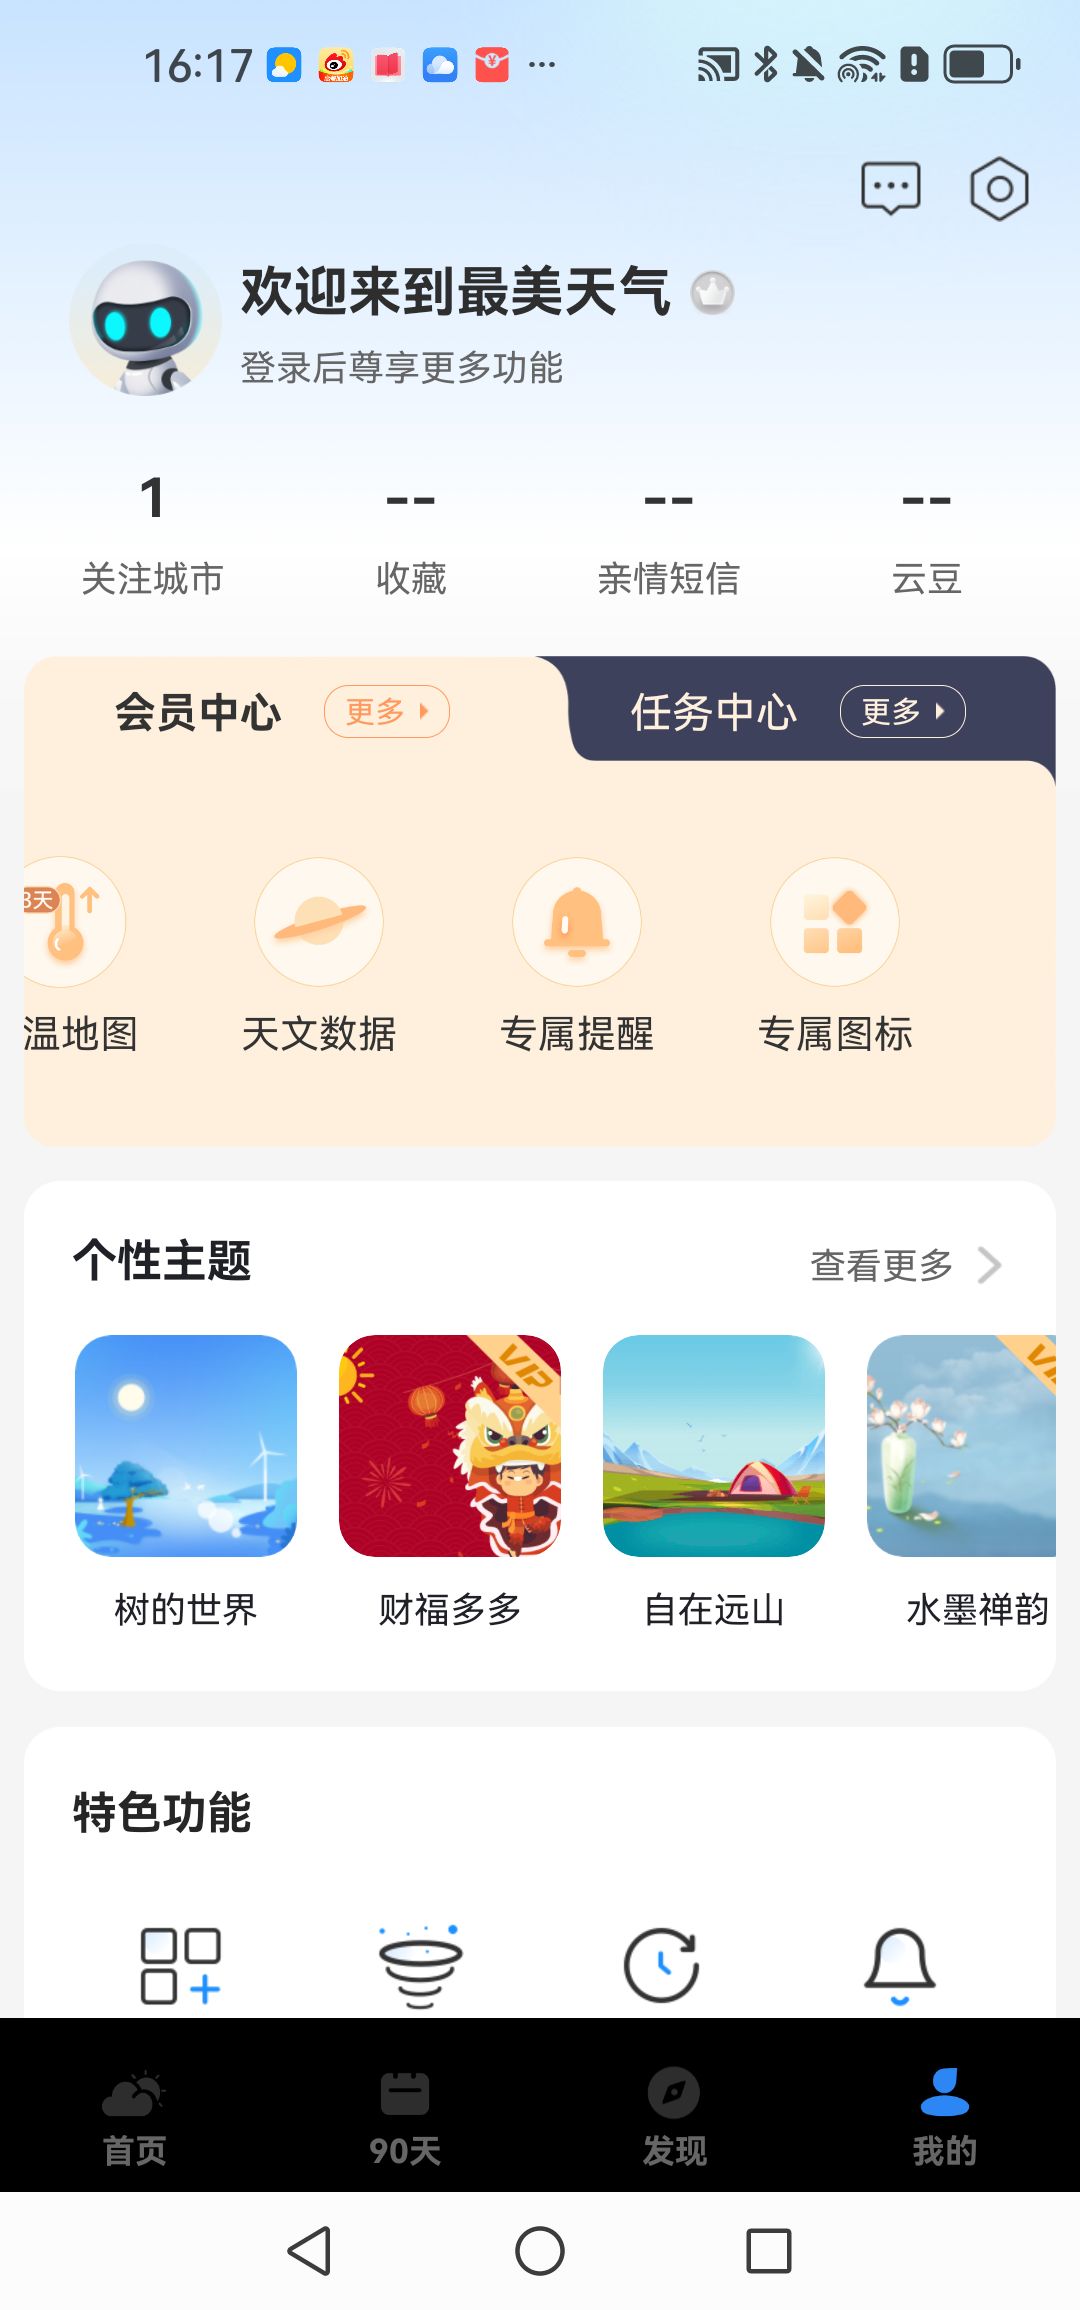 16:17
欢迎来到最美天气
登录后尊享更多功能
1 -- -- --
关注城市 收藏 亲情短信 云豆
会员中心 更多 任务中心 更多
3天
温地图 天文数据 专属提醒 专属图标
个性主题 查看更多
VIP
树的世界 财福多多 自在远山 水墨禅韵
特色功能
首页 90天 发现 我的